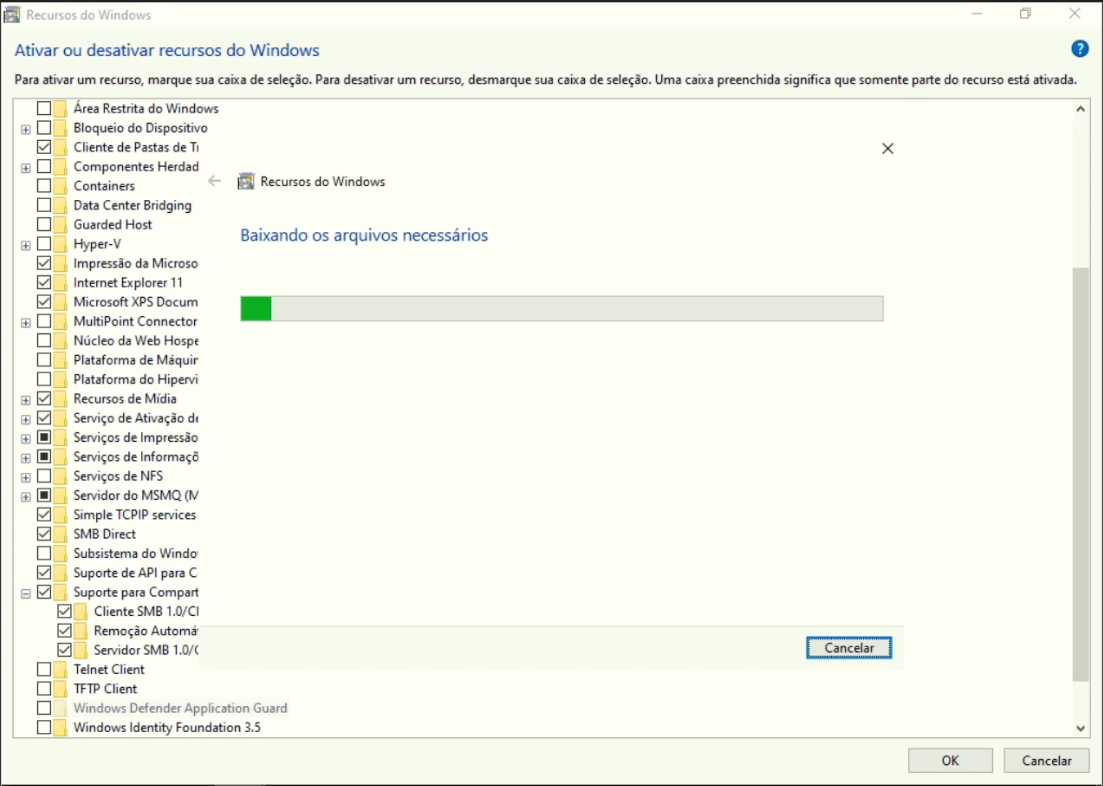 Recursos do Windows
Ativar ou desativar recursos do Windows
Para ativar um recurso, marque sua caixa de seleção. Para desativar um recurso, desmarque sua caixa de seleção. Uma caixa preenchida significa que somente parte do recurso está ativada.
Área Restrita do Windows
Bloqueio do Dispositivo
Cliente de Pastas de
Componentes Herdad
Containers
Data Center Bridging
Guarded Host
Hyper-V
Impressão da Microso
Internet Explorer 11
Microsoft XPS Docum
MultiPoint Connector
Núcleo da Web Hospe
Plataforma de Máquin
Plataforma do Hipervi
Recursos de Mídia
Serviço de Ativação de
Serviços de Impressão
Serviços de Informaçõ
Serviços de NFS
Servidor do MSMQ (M
Simple TCPIP services
SMB Direct
Subsistema do Window
Suporte de API para C
Suporte para Compart
Cliente SMB 1.0/CI
Remoção Automá
Servidor SMB 1.0/C
Telnet Client
TFTP Client
Windows Defender Application Guard
Windows Identity Foundation 3.5
Recursos do Windows
Baixando os arquivos necessários
Cancelar
OK
Cancelar